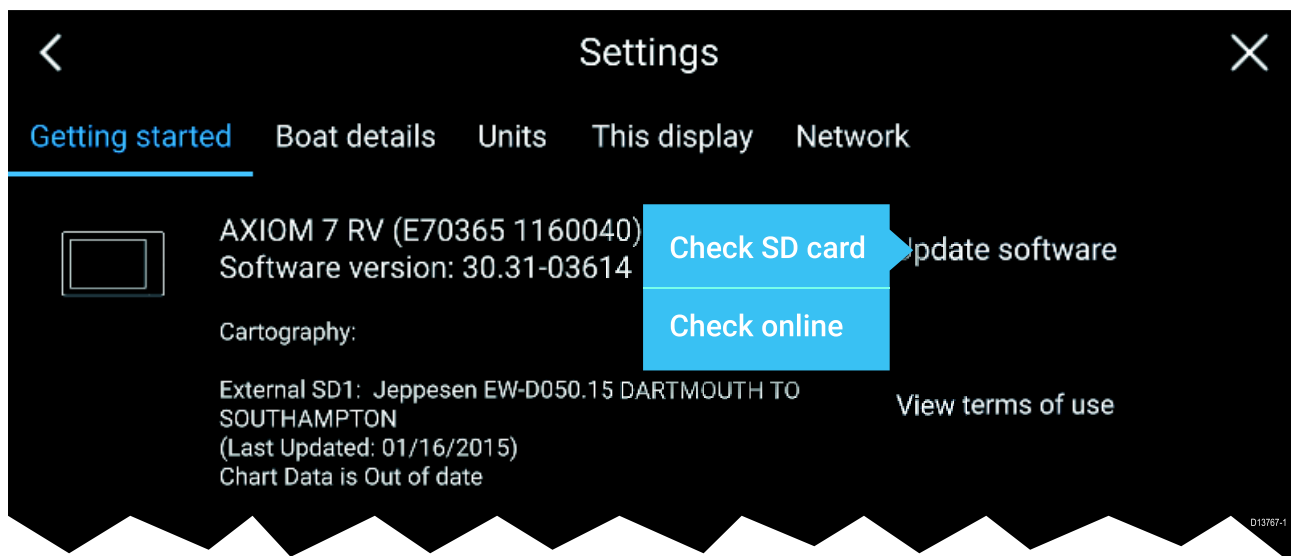 Settings
Getting started Boat details Units This display Network
AXIOM 7 RV (E70365 1160040)
Software version: 30.31-03614
Check SD card
Update software
Check online
Cartography:
External SD1: Jeppesen EW-D050.15 DARTMOUTH TO
SOUTHAMPTON
(Last Updated: 01/16/2015)
Chart Data is Out of date
View terms of use
D13767-1